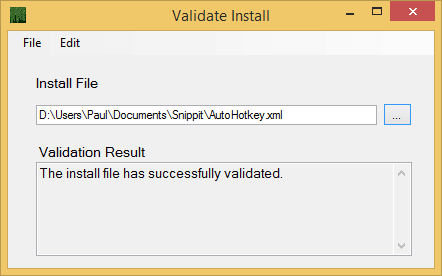 Validate Install
File Edit
Install File
D:\Users\Paul\Documents\Snippit\AutoHotkey.xml ...
Validation Result
The install file has successfully validated.